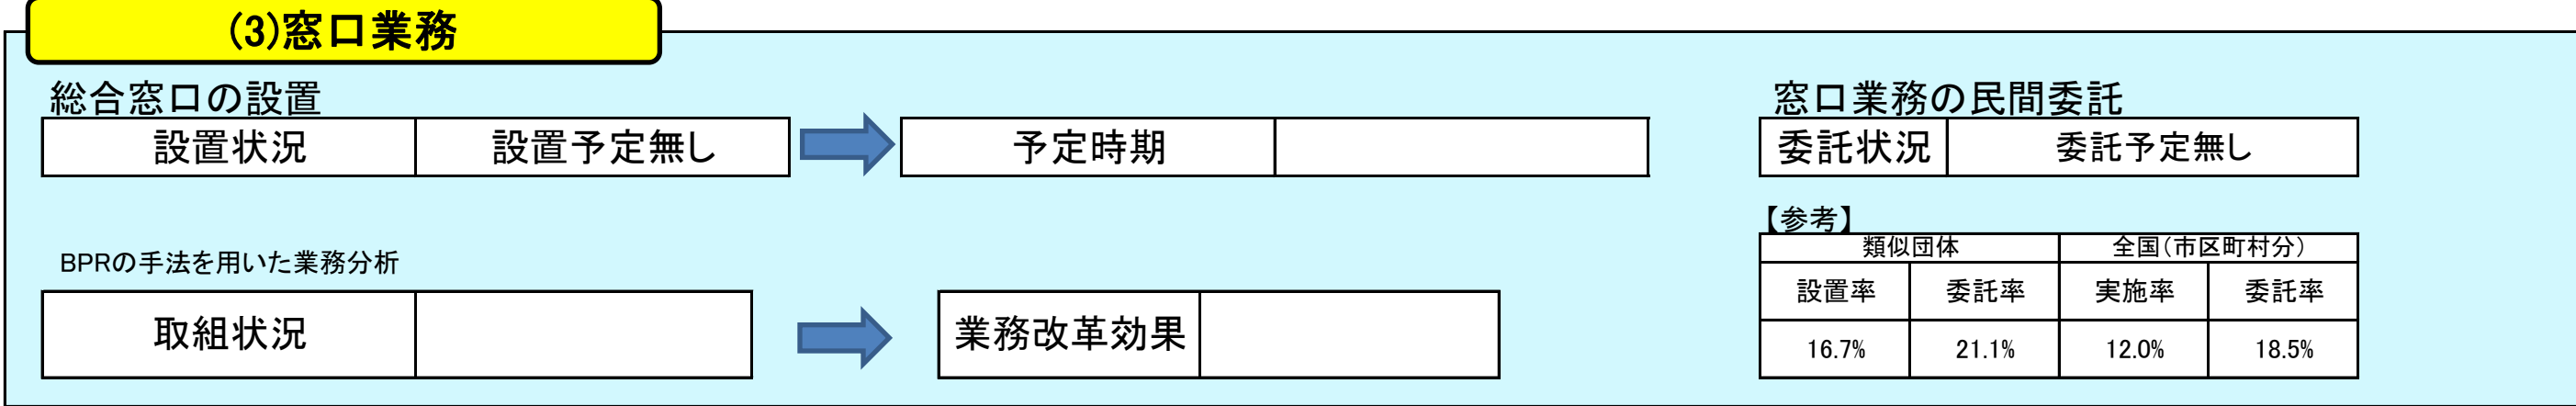 (3)窓口業務
総合窓口の設置
設置状況 設置予定無し 予定時期
BPRの手法を用いた業務分析
取組状況 業務改革効果
窓口業務の民間委託
委託状況 委託予定無し
【参考】
類似団体 全国(市区町村分)
設置率 委託率 実施率 委託率
16.7% 21.1% 12.0% 18.5%